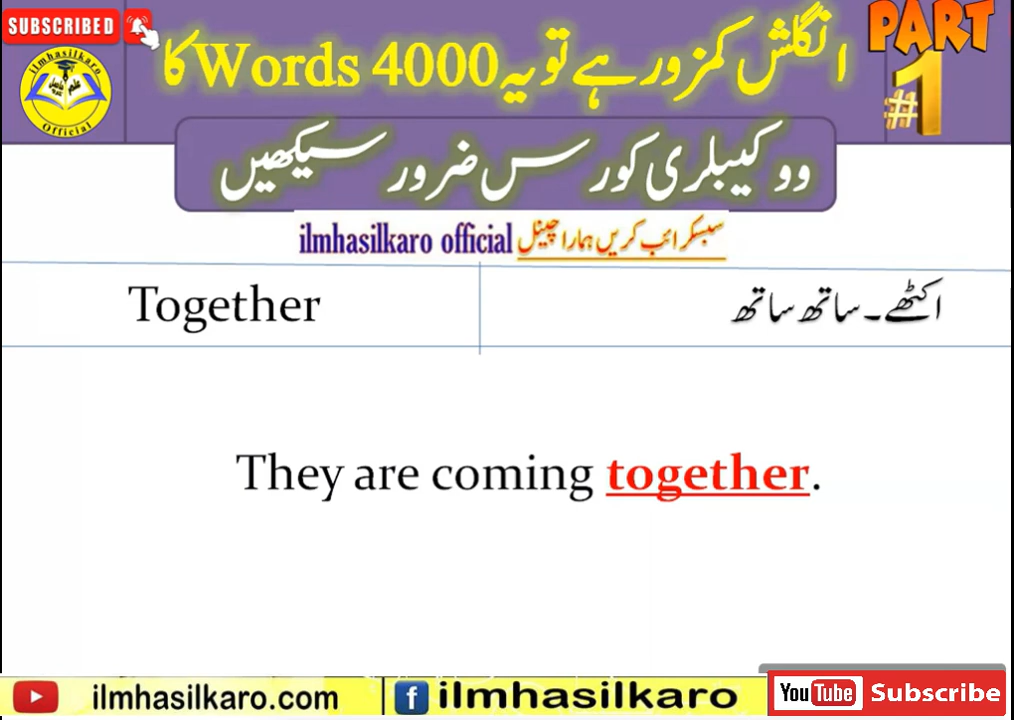 SUBSCRIBED
ilmhasilkaro
Official
انگلش کمزور ہے تو یہ 4000 Words کا
PART
#1
ووکیبلری کورس ضرور سیکھیں
ilmhasilkaro official سبسکرائب کریں ہمارا چینل
Together
اکٹھے۔ساتھ ساتھ
They are coming together.
ilmhasilkaro.com
f ilmhasilkaro
YouTube Subscribe